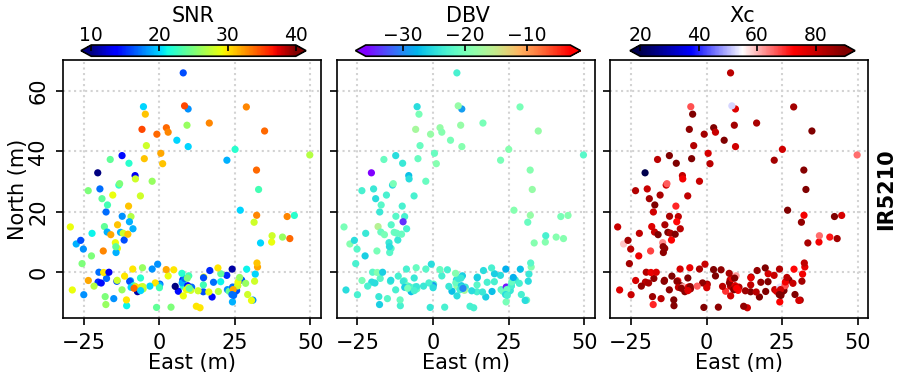 SNR DBV Xc
10 20 30 40 −30 −20 −10 20 40 60 80
60
40
20
0
North (m)
IR5210
−25 0 25 50 −25 0 25 50 −25 0 25 50
East (m) East (m) East (m)